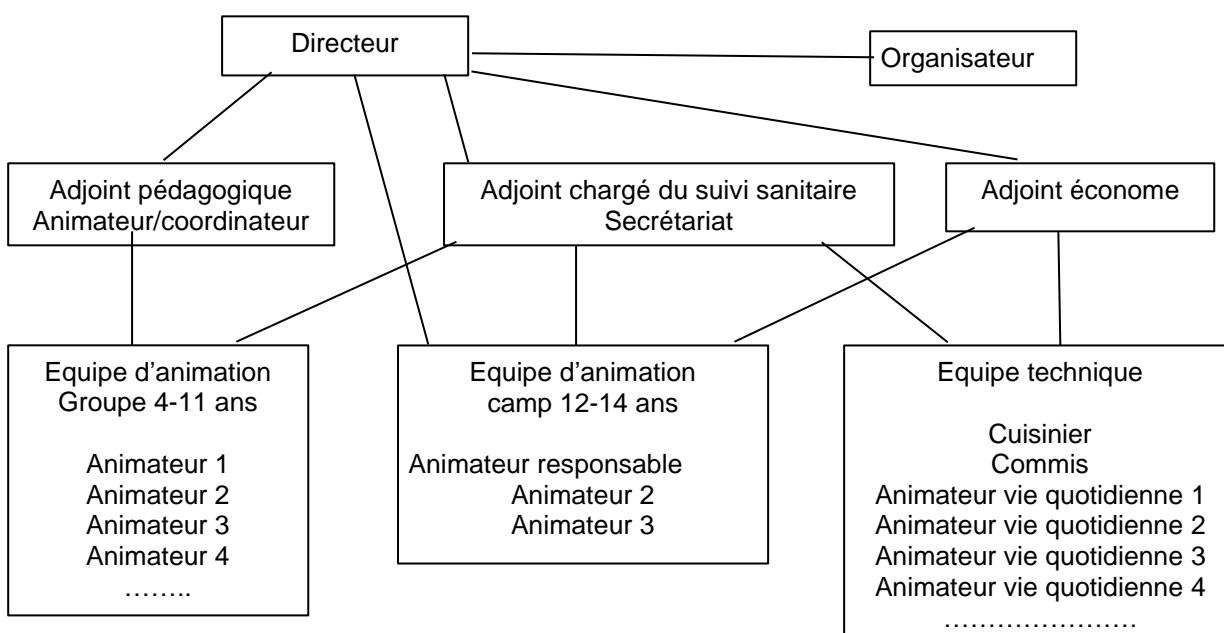 Directeur
Organisateur
Adjoint pédagogique
Animateur/coordinateur
Adjoint chargé du suivi sanitaire
Secrétariat
Adjoint économe
Equipe d’animation
Groupe 4-11 ans
Animateur 1
Animateur 2
Animateur 3
Animateur 4
……..
Equipe d’animation
camp 12-14 ans
Animateur responsable
Animateur 2
Animateur 3
Equipe technique
Cuisinier
Commis
Animateur vie quotidienne 1
Animateur vie quotidienne 2
Animateur vie quotidienne 3
Animateur vie quotidienne 4
…………………